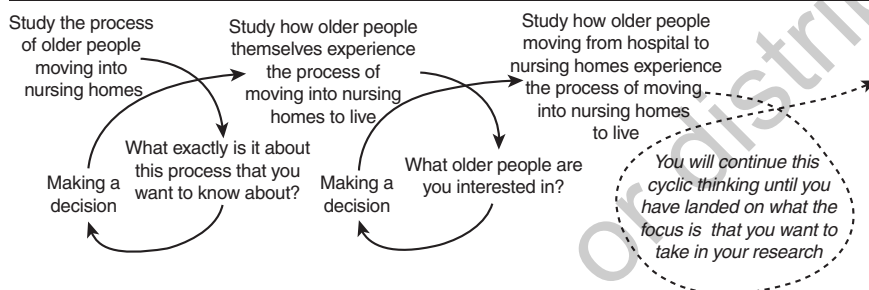 Study the process
of older people
moving into
nursing homes
What exactly is it about
this process that you
want to know about?
Making a
decision
Study how older people
themselves experience
the process of
moving into nursing
homes to live
What older people are
you interested in?
Making a
decision
Study how older people
moving from hospital to
nursing homes experience
the process of moving
into nursing homes
to live
You will continue this
cyclic thinking until you
have landed on what the
focus is that you want to
take in your research
or distri